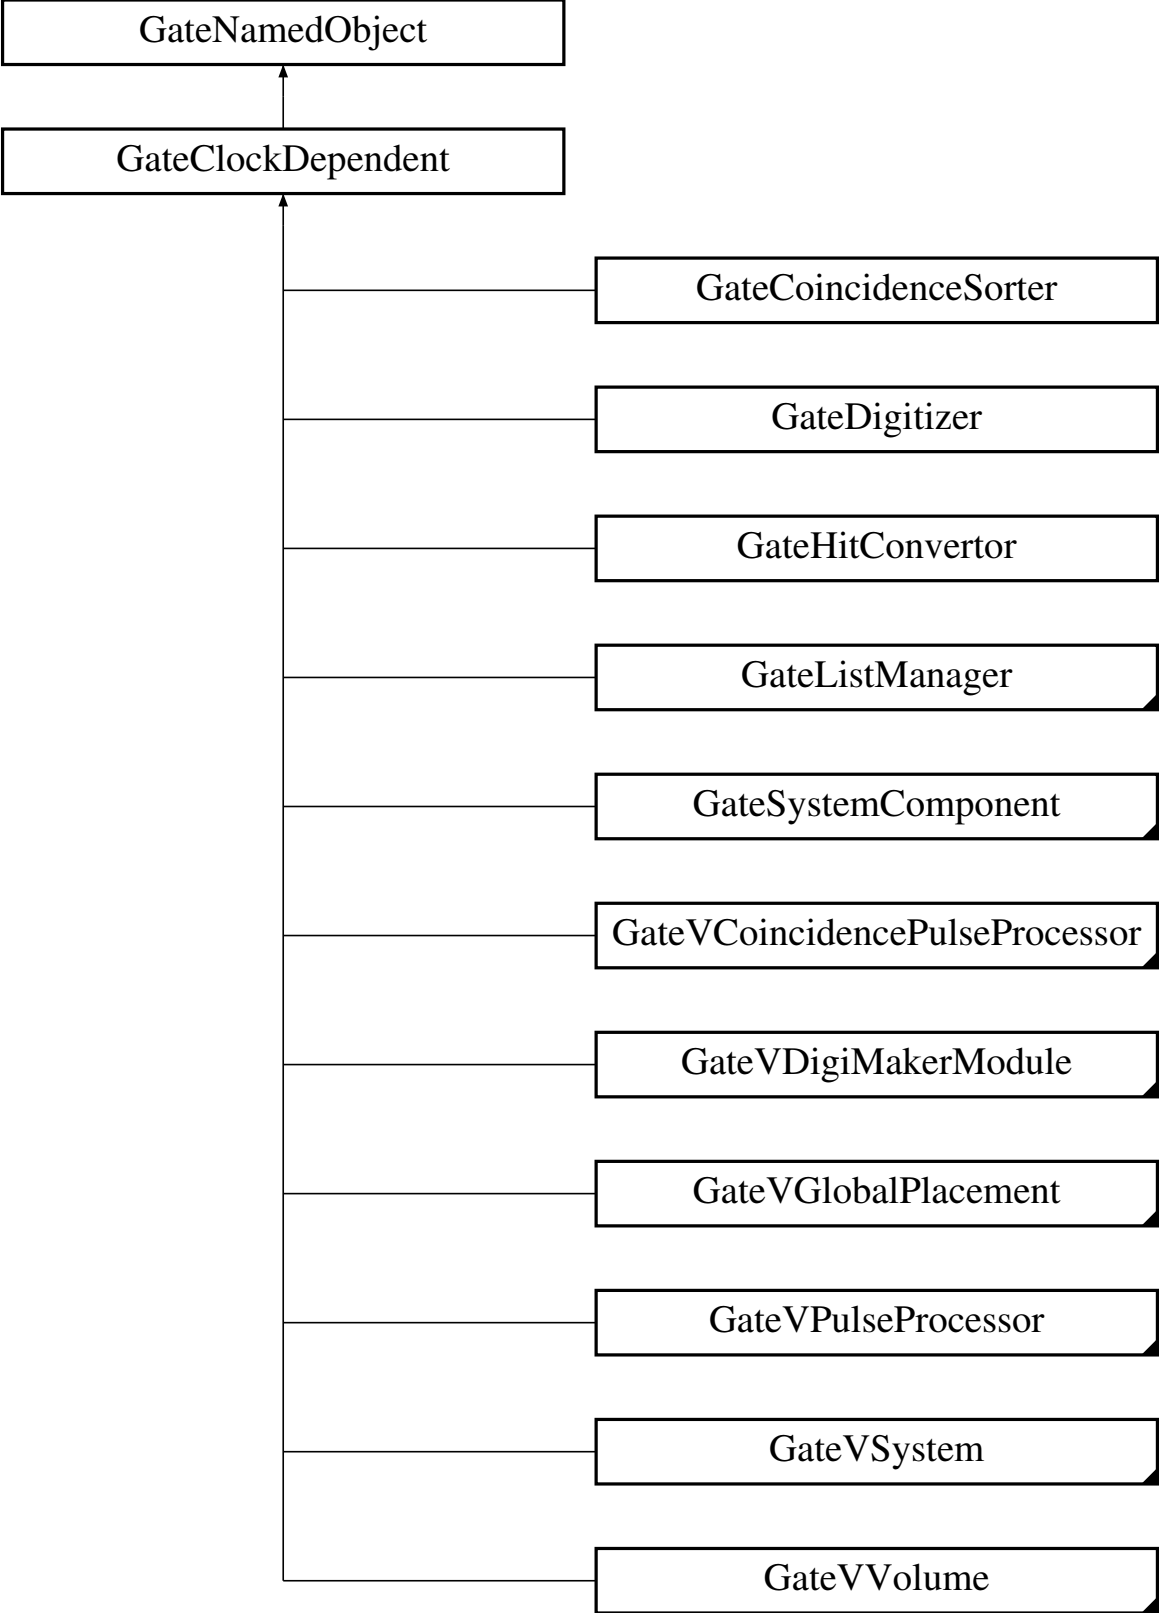 GateNamedObject
GateClockDependent
GateCoincidenceSorter
GateDigitizer
GateHitConvertor
GateListManager
GateSystemComponent
GateVCoincidencePulseProcessor
GateVDigiMakerModule
GateVGlobalPlacement
GateVPulseProcessor
GateVSystem
GateVVolume